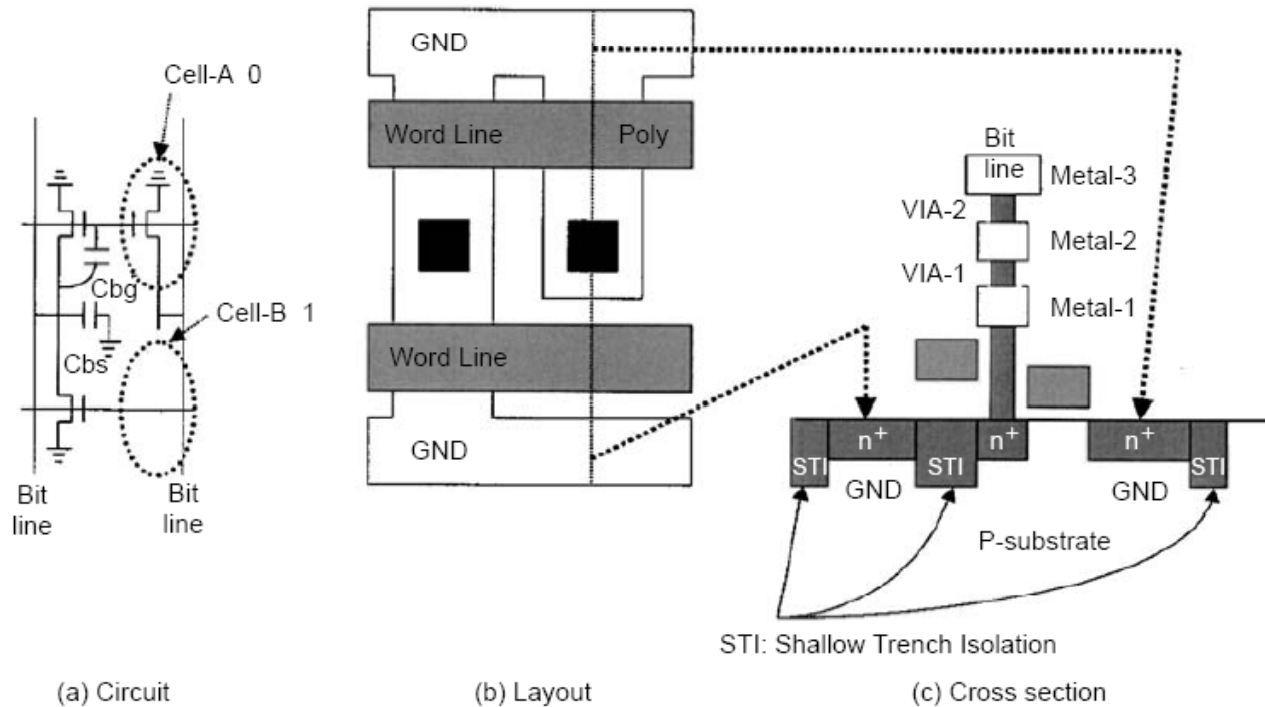 Cell-A 0
Cbg
Cell-B 1
Cbs
Bit
line
Bit
line
(a) Circuit
GND
Word Line
Poly
Word Line
GND
(b) Layout
Bit
line
Metal-3
VIA-2
Metal-2
VIA-1
Metal-1
n+
n+
n+
STI
STI
STI
GND
GND
P-substrate
STI: Shallow Trench Isolation
(c) Cross section